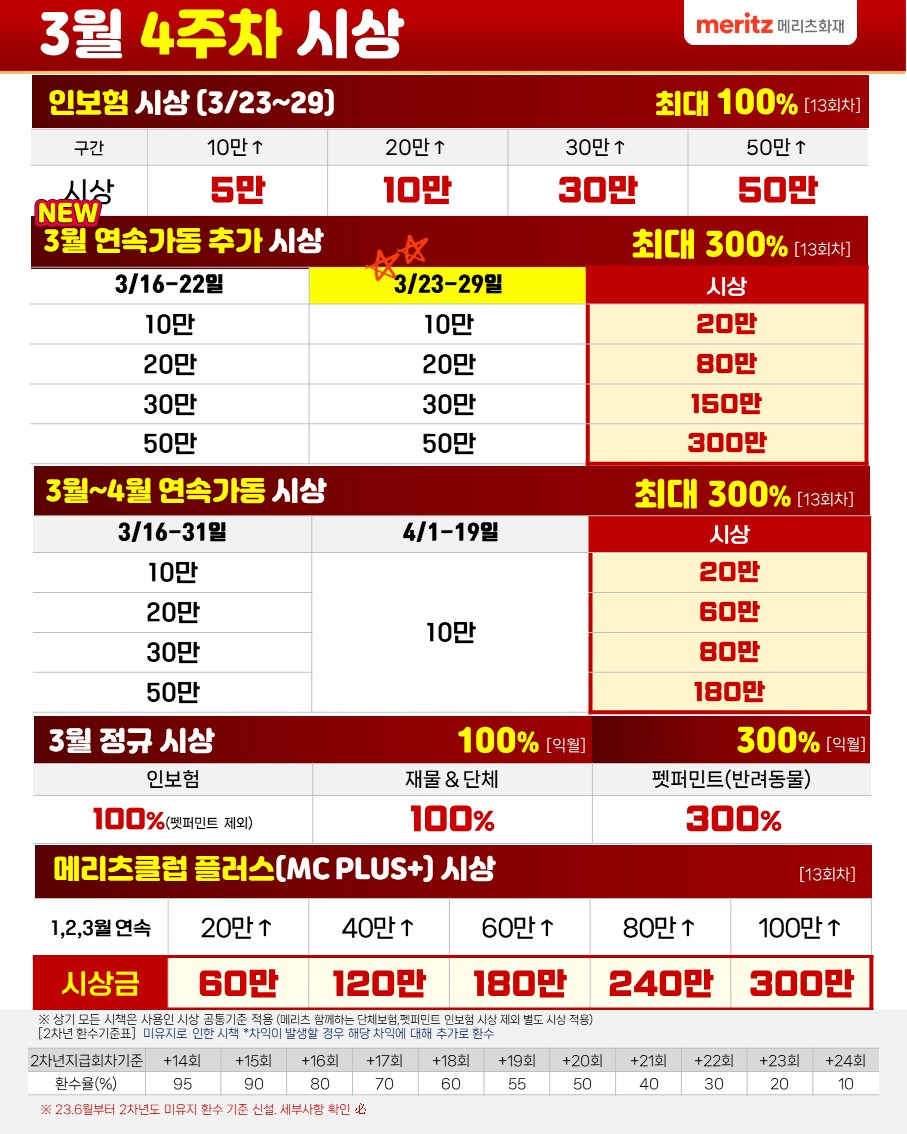 3월 4주차 시상
meritz 메리츠화재
인보험 시상 (3/23~29) 최대 100% [13회차]
구간 10만↑ 20만↑ 30만↑ 50만↑
시상 5만 10만 30만 50만
NEW
3월 연속가동 추가 시상 최대 300% [13회차]
3/16-22일 3/23-29일 시상
10만 10만 20만
20만 20만 80만
30만 30만 150만
50만 50만 300만
3월~4월 연속가동 시상 최대 300% [13회차]
3/16-31일 4/1-19일 시상
10만 20만
20만 60만
10만
30만 80만
50만 180만
3월 정규 시상 100% [익월] 300% [익월]
인보험 재물 & 단체 펫퍼민트(반려동물)
100%(펫퍼민트 제외) 100% 300%
메리츠클럽 플러스(MC PLUS+) 시상 [13회차]
1,2,3월 연속 20만↑ 40만↑ 60만↑ 80만↑ 100만↑
시상금 60만 120만 180만 240만 300만
※ 상기 모든 시책은 사용인 시상 공통기준 적용 (메리츠 함께하는 단체보험,펫퍼민트 인보험 시상 제외 별도 시상 적용)
[2차년 환수기준표] 미유지로 인한 시책 *차익이 발생할 경우 해당 차익에 대해 추가로 환수
2차년지급회차기준 +14회 +15회 +16회 +17회 +18회 +19회 +20회 +21회 +22회 +23회 +24회
환수율(%) 95 90 80 70 60 55 50 40 30 20 10
※ 23.6월부터 2차년도 미유지 환수 기준 신설. 세부사항 확인 必